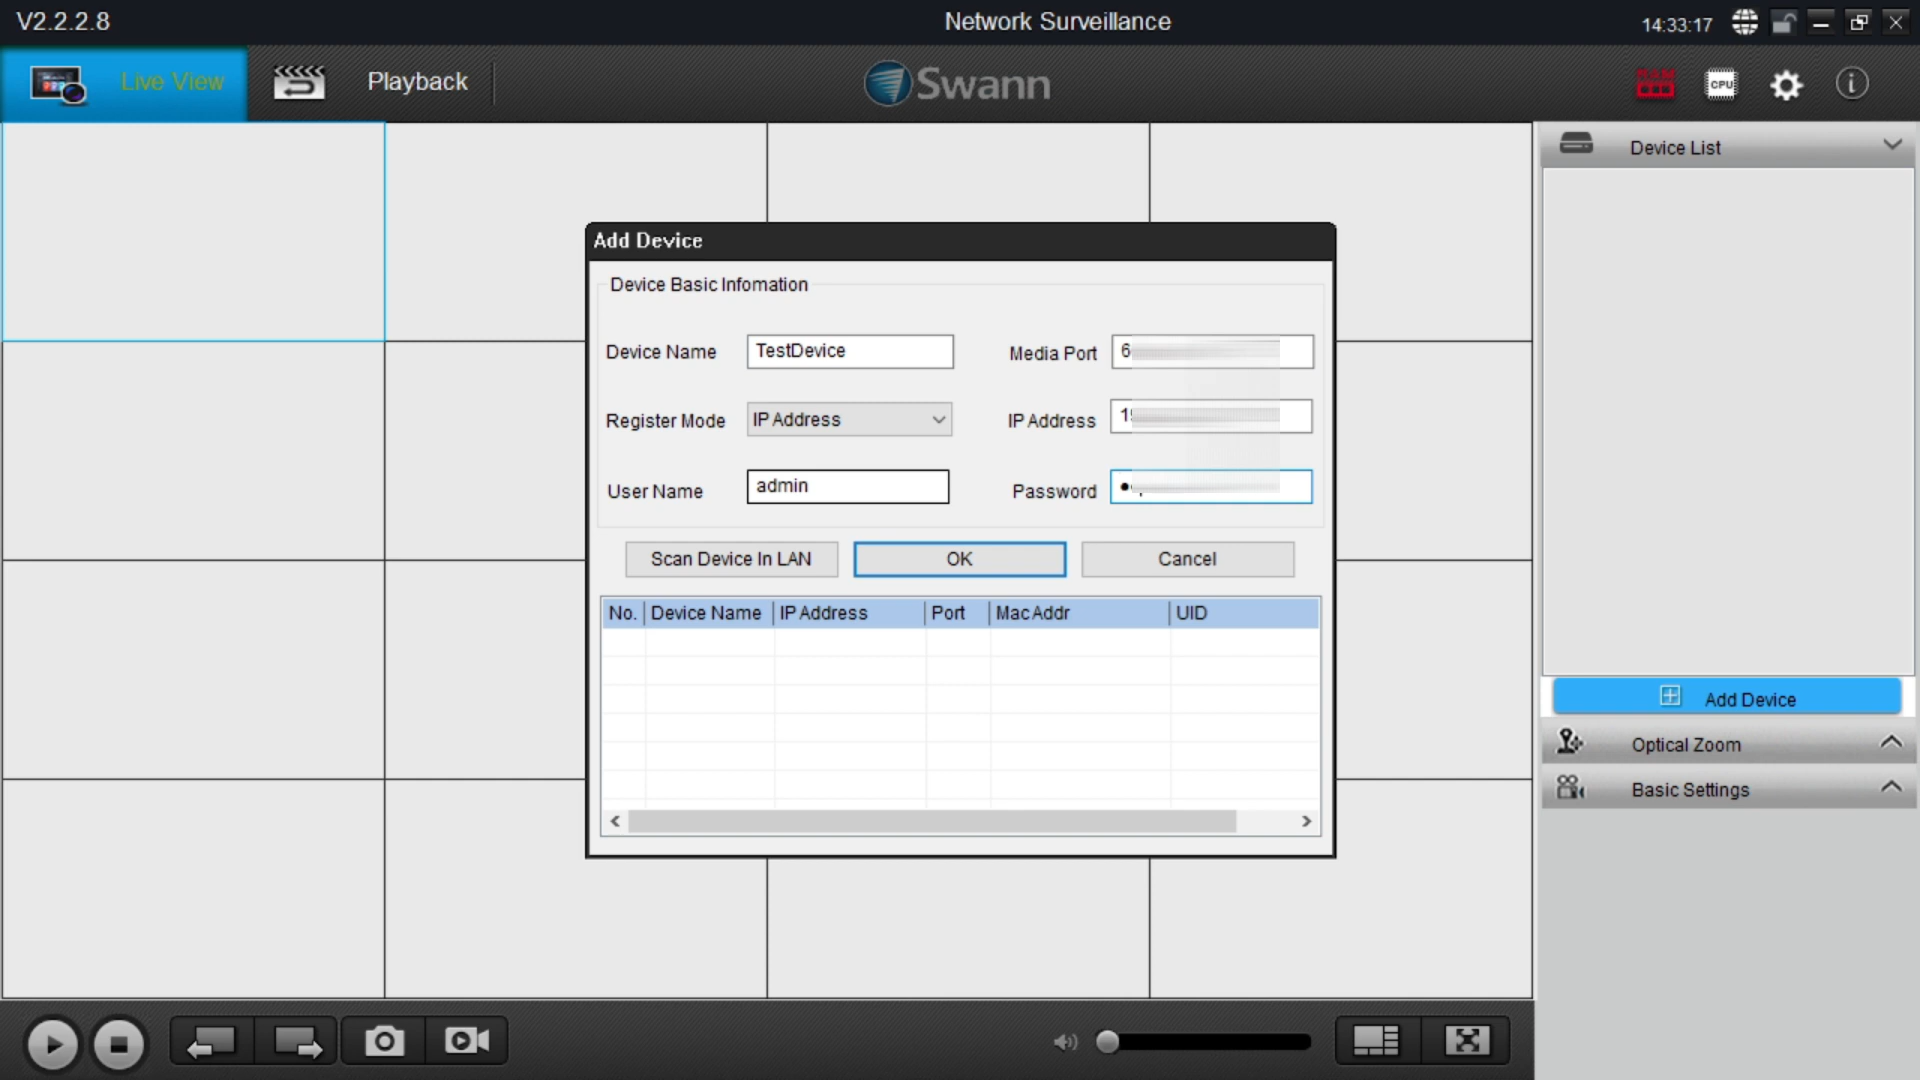 V2.2.2.8
Network Surveillance
14:33:17
Live View
Playback
Swann
RAM
CPU
Device List
Add Device
Device Basic Infomation
Device Name
TestDevice
Media Port
6
Register Mode
IP Address
IP Address
User Name
admin
Password
Scan Device In LAN
OK
Cancel
No.
Device Name
IP Address
Port
Mac Addr
UID
Add Device
Optical Zoom
Basic Settings